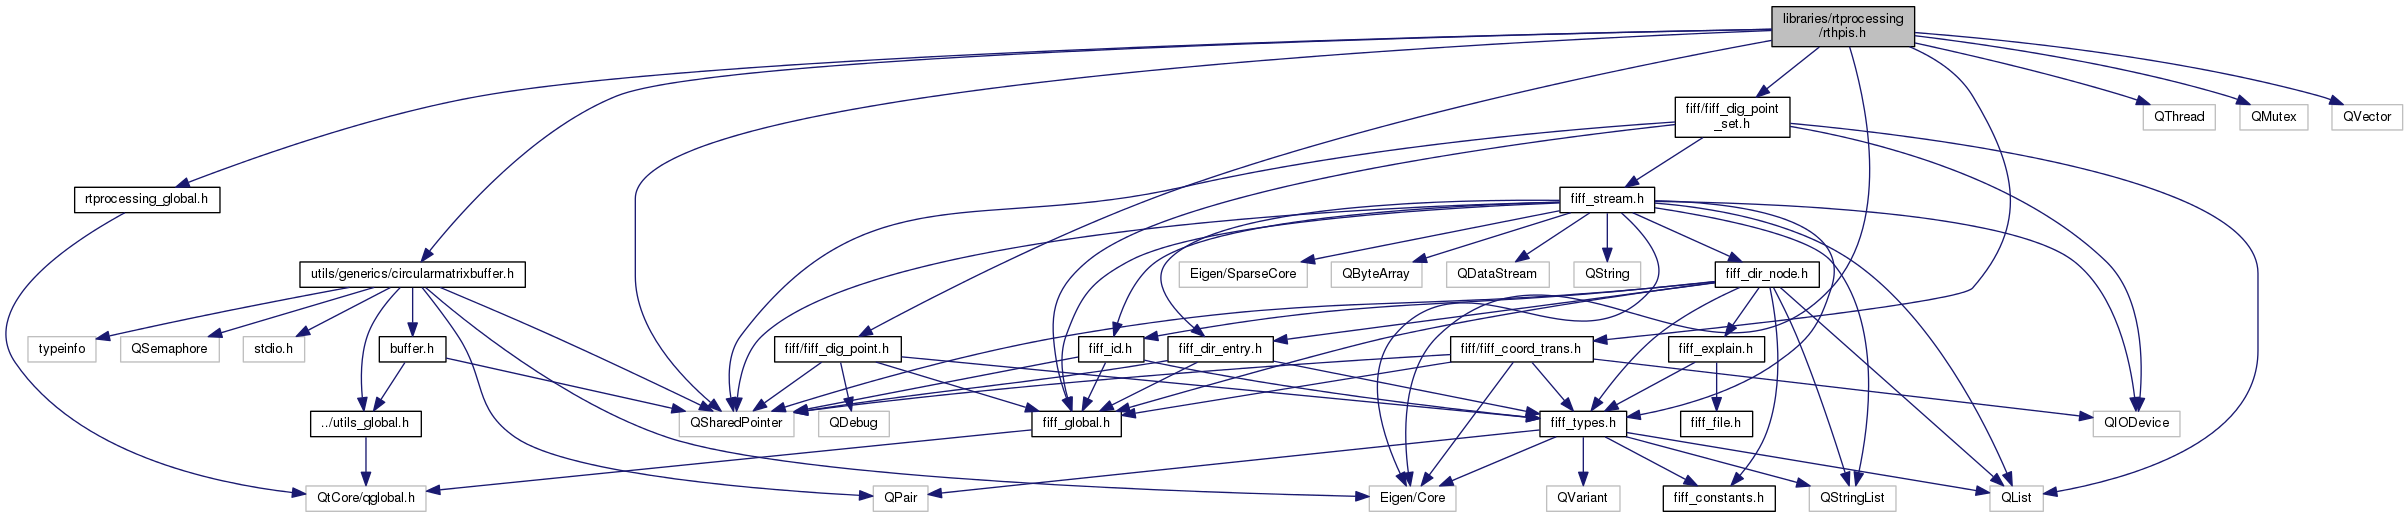 libraries/rtprocessing
/rthpis.h
fiff/fiff_dig_point
_set.h
QThread
QMutex
QVector
rtprocessing_global.h
fiff_stream.h
utils/generics/circularmatrixbuffer.h
Eigen/SparseCore
QByteArray
QDataStream
QString
fiff_dir_node.h
typeinfo
QSemaphore
stdio.h
buffer.h
fiff/fiff_dig_point.h
fiff_id.h
fiff_dir_entry.h
fiff/fiff_coord_trans.h
fiff_explain.h
../utils_global.h
QSharedPointer
QDebug
fiff_global.h
fiff_types.h
fiff_file.h
QIODevice
QtCore/qglobal.h
QPair
Eigen/Core
QVariant
fiff_constants.h
QStringList
QList